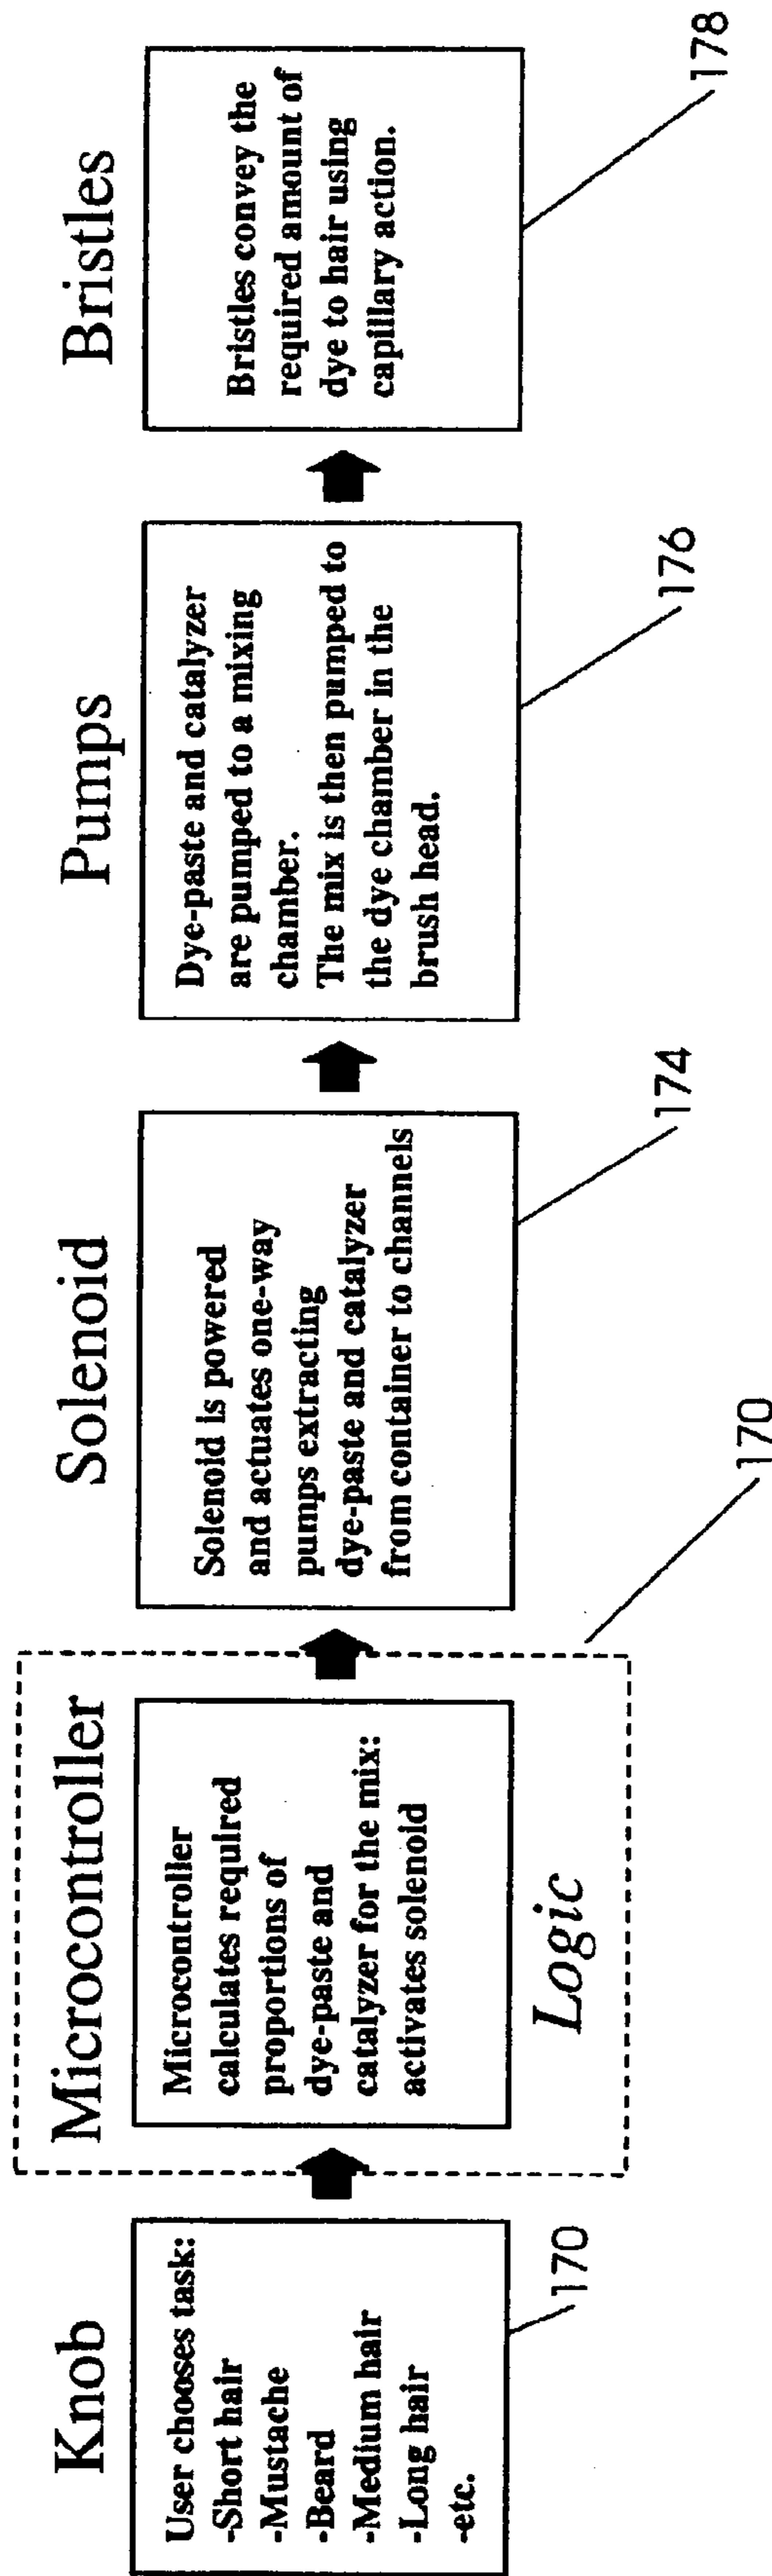 Knob
User chooses task:
-Short hair
-Mustache
-Beard
-Medium hair
-Long hair
-etc.
170
Microcontroller
Microcontroller
calculates required
proportions of
dye-paste and
catalyzer for the mix:
activates solenoid
Logic
170
Solenoid
Solenoid is powered
and actuates one-way
pumps extracting
dye-paste and catalyzer
from container to channels
174
Pumps
Dye-paste and catalyzer
are pumped to a mixing
chamber.
The mix is then pumped to
the dye chamber in the
brush head.
176
Bristles
Bristles convey the
required amount of
dye to hair using
capillary action.
178